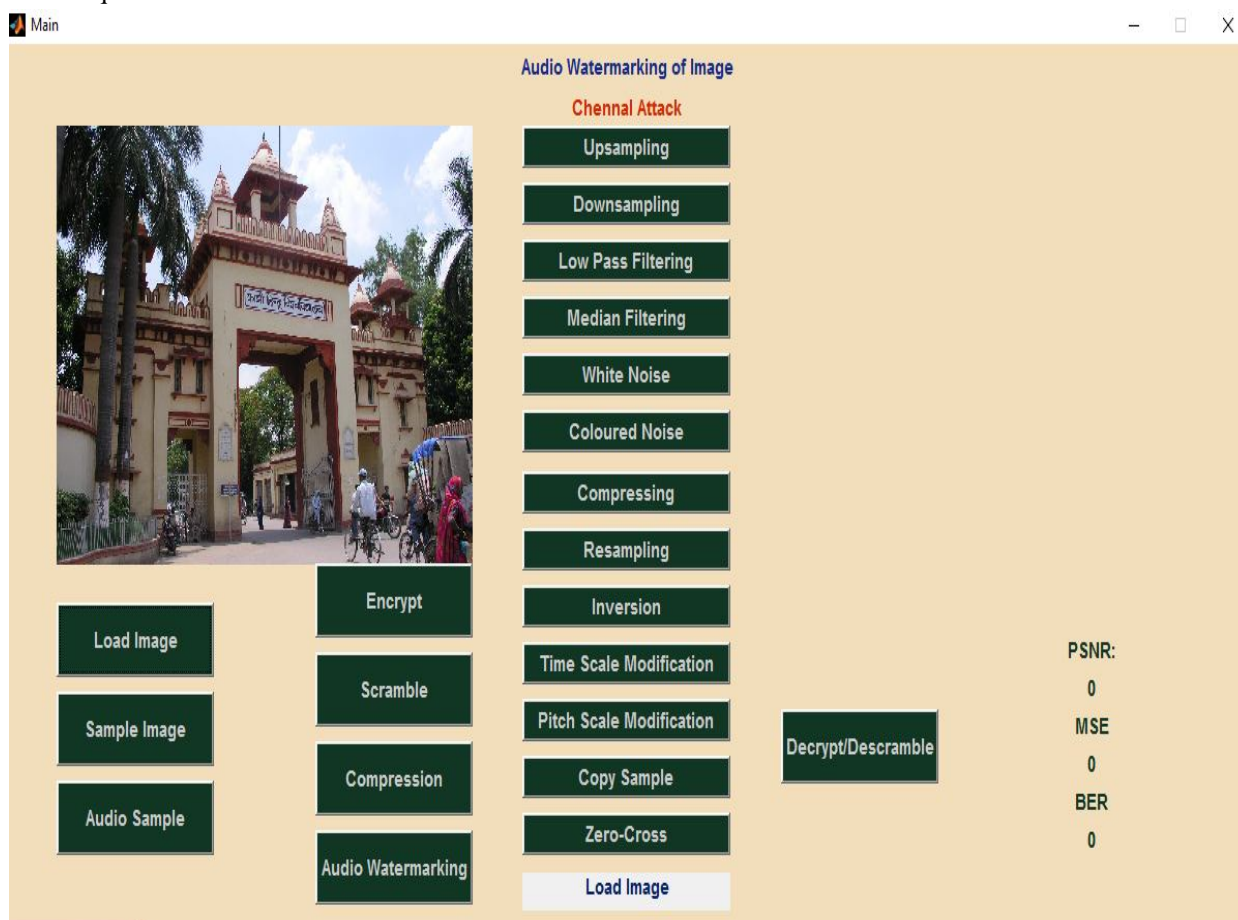 Main
Audio Watermarking of Image
Chennal Attack
Upsampling
Downsampling
Low Pass Filtering
Median Filtering
White Noise
Coloured Noise
Compressing
Resampling
Inversion
Time Scale Modification
Pitch Scale Modification
Copy Sample
Zero-Cross
Load Image
Load Image
Sample Image
Audio Sample
Encrypt
Scramble
Compression
Audio Watermarking
Decrypt/Descramble
PSNR:
0
MSE
0
BER
0